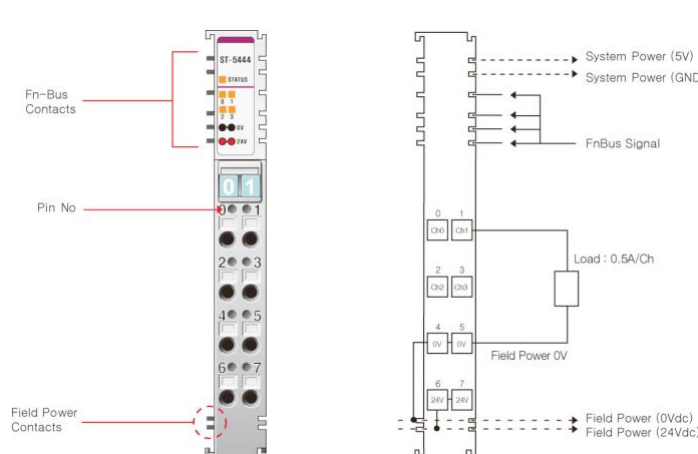 ST-5444
STATUS
0 1
2 3
0V
24V
Fn-Bus
Contacts
01
Pin No
0 1
2 3
4 5
6 7
Field Power
Contacts
System Power (5V)
System Power (GND
FnBus Signal
0 1
Ch0 Ch1
Load : 0.5A/Ch
2 3
Ch2 Ch3
4 5
0V 0V
Field Power 0V
6 7
24V 24V
Field Power (0Vdc)
Field Power (24Vdc)